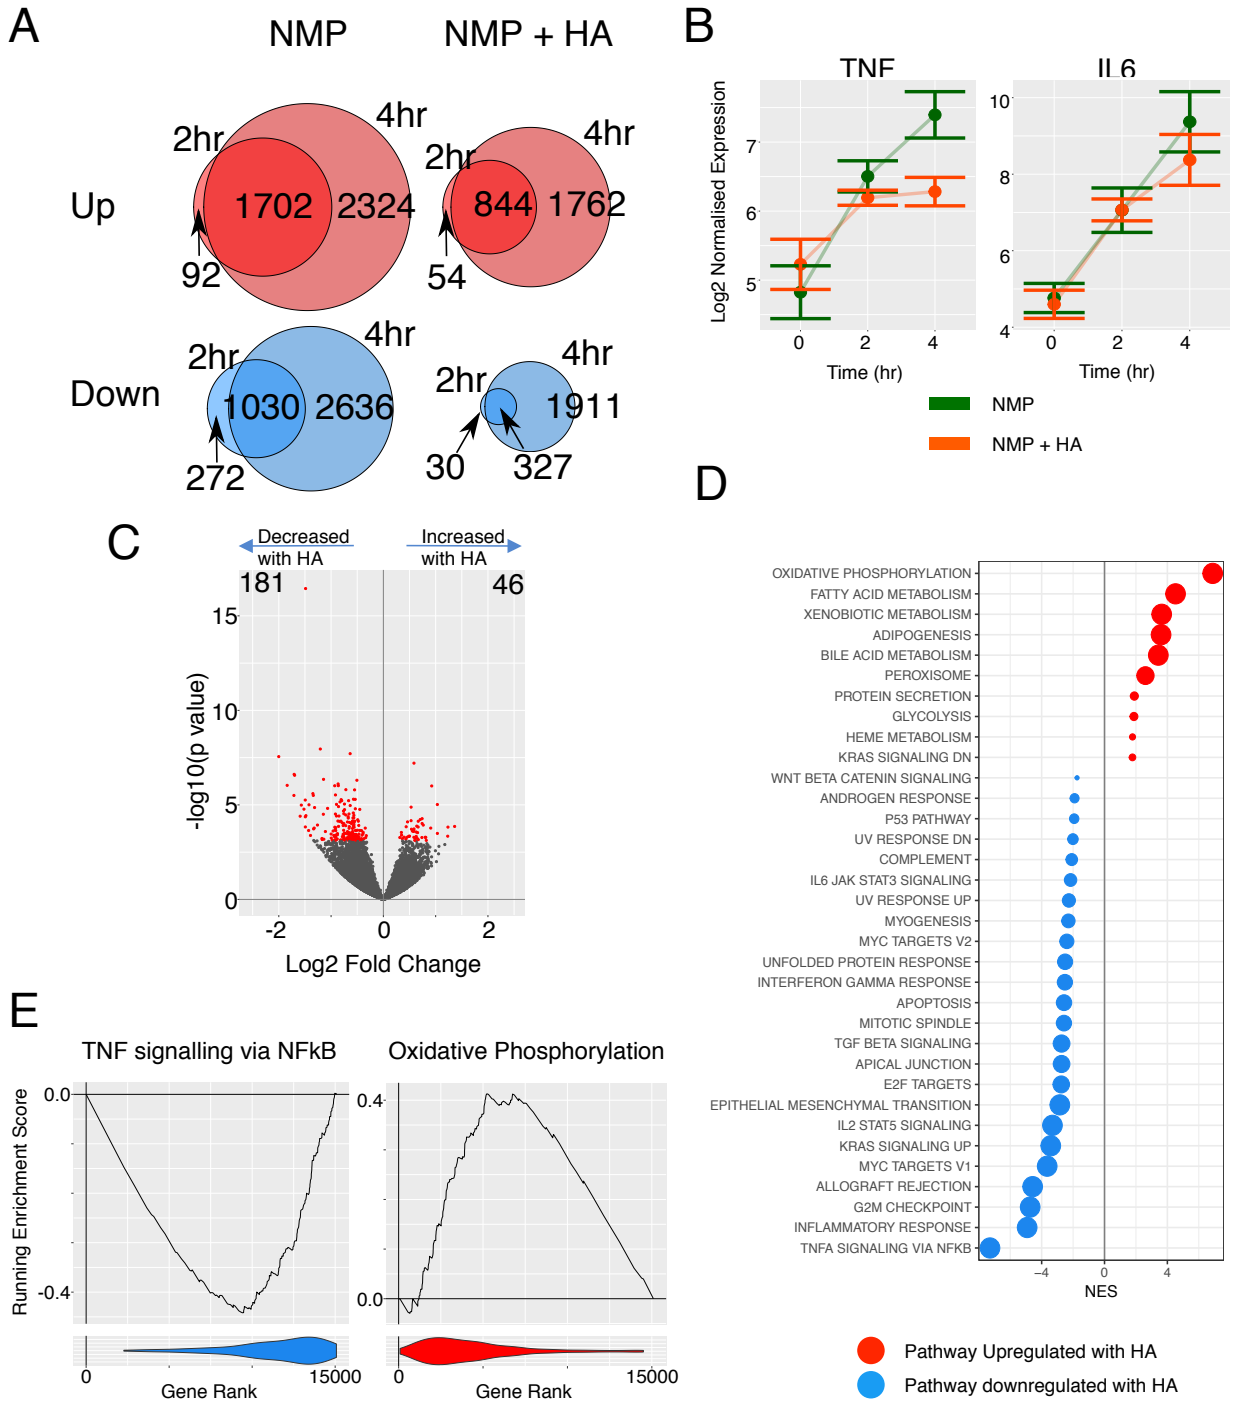 A
NMP
NMP + HA
2hr
4hr
2hr
4hr
Up
1702
2324
844
1762
92
54
2hr
4hr
2hr
4hr
Down
1030
2636
1911
272
30
327
B
TNF
IL6
Log2 Normalised Expression
7
6
5
0
2
4
Time (hr)
10
8
6
4
0
2
4
Time (hr)
NMP
NMP + HA
C
Decreased
with HA
Increased
with HA
181
46
-log10(p value)
15
10
5
0
-2
0
2
Log2 Fold Change
D
OXIDATIVE PHOSPHORYLATION
FATTY ACID METABOLISM
XENOBIOTIC METABOLISM
ADIPOGENESIS
BILE ACID METABOLISM
PEROXISOME
PROTEIN SECRETION
GLYCOLYSIS
HEME METABOLISM
KRAS SIGNALING DN
WNT BETA CATENIN SIGNALING
ANDROGEN RESPONSE
P53 PATHWAY
UV RESPONSE DN
COMPLEMENT
IL6 JAK STAT3 SIGNALING
UV RESPONSE UP
MYOGENESIS
MYC TARGETS V2
UNFOLDED PROTEIN RESPONSE
INTERFERON GAMMA RESPONSE
APOPTOSIS
MITOTIC SPINDLE
TGF BETA SIGNALING
APICAL JUNCTION
E2F TARGETS
EPITHELIAL MESENCHYMAL TRANSITION
IL2 STAT5 SIGNALING
KRAS SIGNALING UP
MYC TARGETS V1
ALLOGRAFT REJECTION
G2M CHECKPOINT
INFLAMMATORY RESPONSE
TNFA SIGNALING VIA NFKB
-4
0
4
NES
Pathway Upregulated with HA
Pathway downregulated with HA
E
TNF signalling via NFkB
Oxidative Phosphorylation
Running Enrichment Score
0.0
-0.4
0
15000
Gene Rank
0.4
0.0
0
15000
Gene Rank